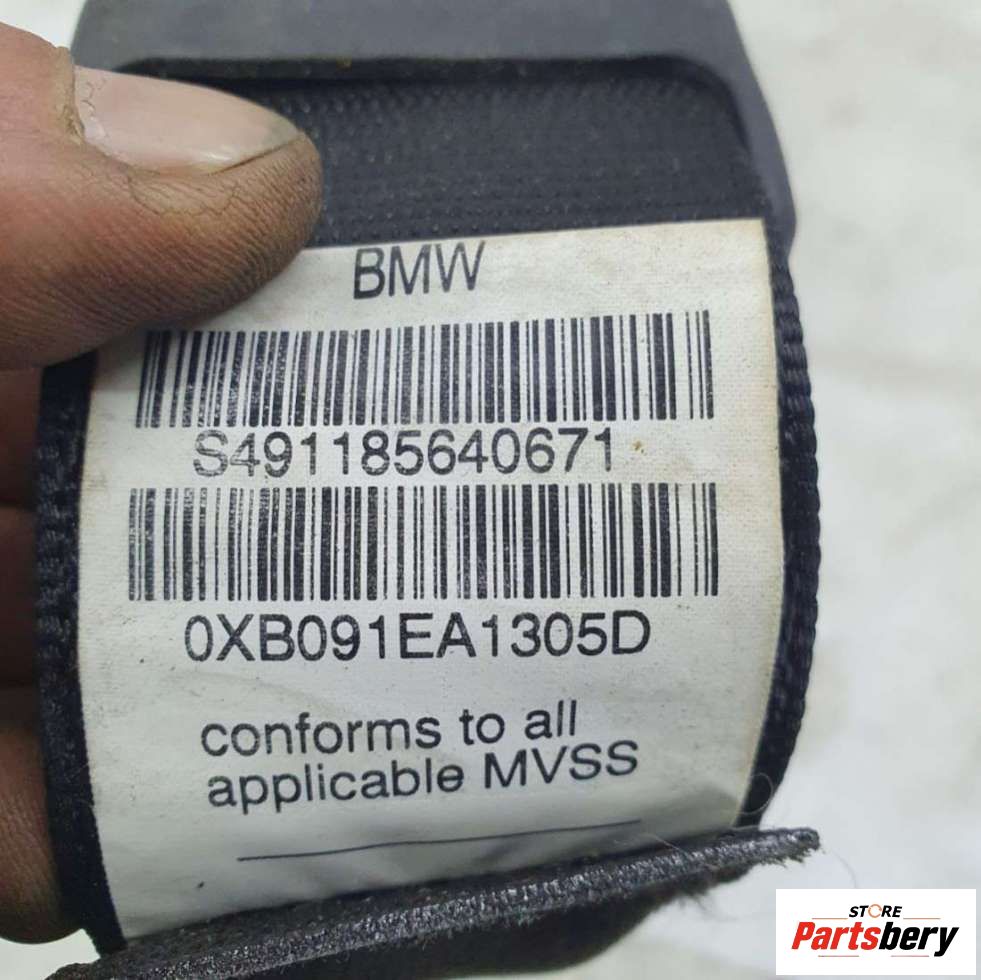 BMW
S491185640671
0XB091EA1305D
conforms to all
applicable MVSS
STORE
Partsbery